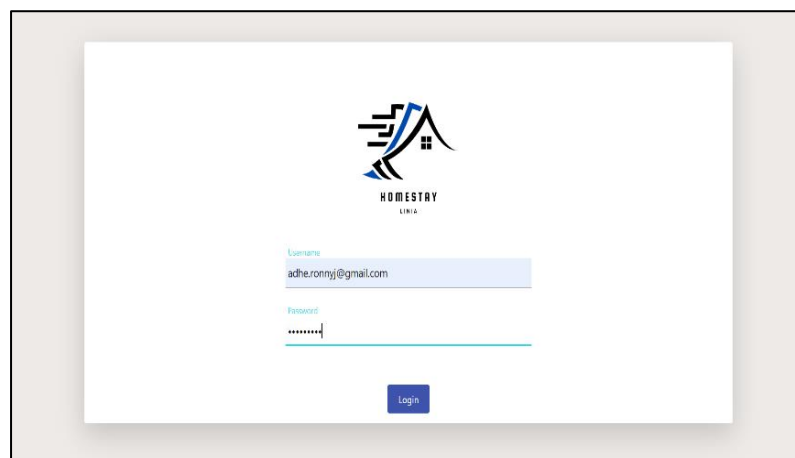 HOMESTAY
LINIA
Username
adhe.ronnyj@gmail.com
Password
•••••••••
Login